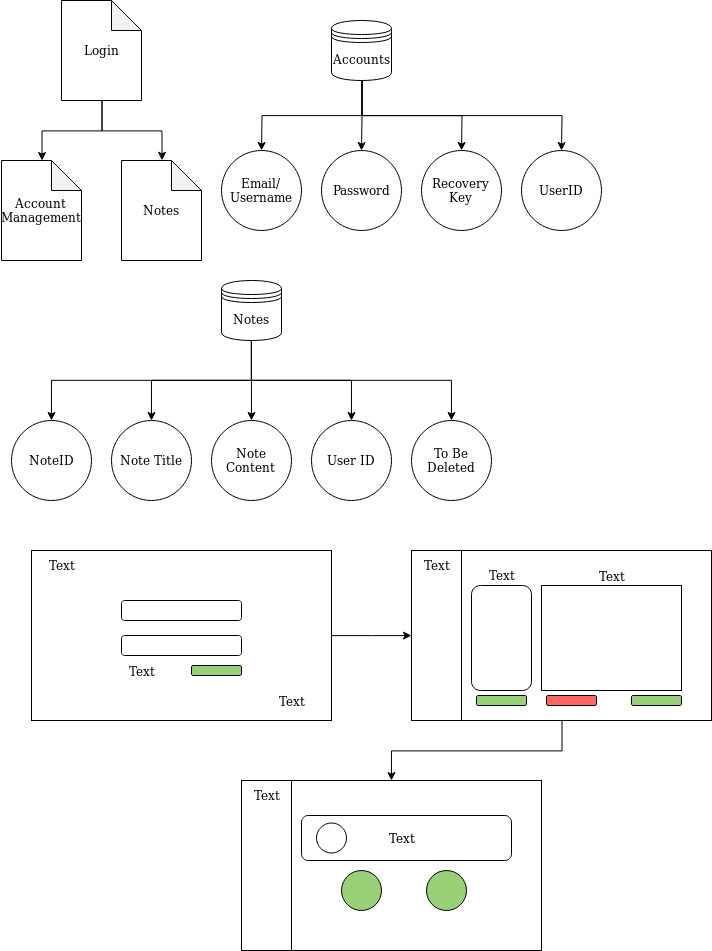 Login
Accounts
Account
Management
Notes
Email/
Username
Password
Recovery
Key
UserID
Notes
NoteID
Note Title
Note
Content
User ID
To Be
Deleted
Text
Text
Text
Text
Text
Text
Text
Text